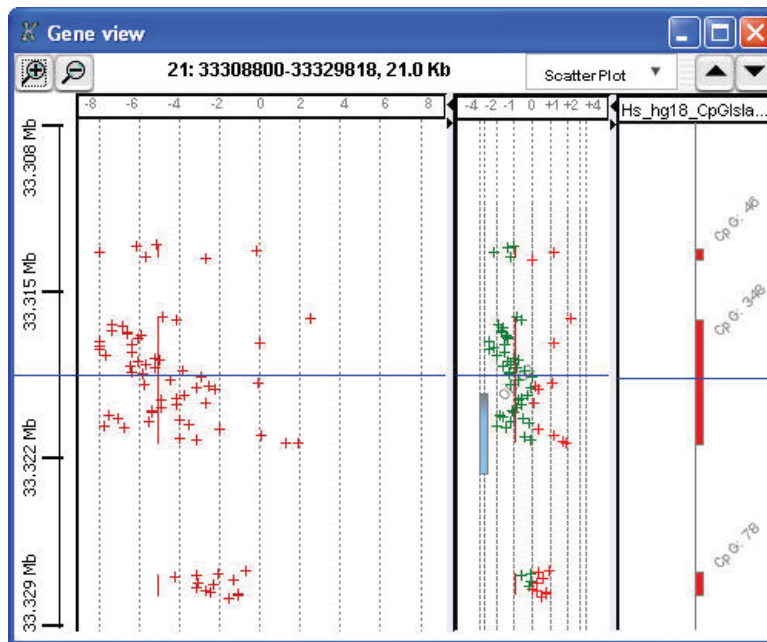 Gene view
21: 33308800-33329818, 21.0 Kb
ScatterPlot
-8 -6 -4 -2 0 2 4 6 8
-4 -2 -1 0 +1 +2 +4
Hs_hg18_CpGIsla...
33.308 Mb
33.315 Mb
33.322 Mb
33.329 Mb
CpG: 46
CpG: 348
CpG: 78